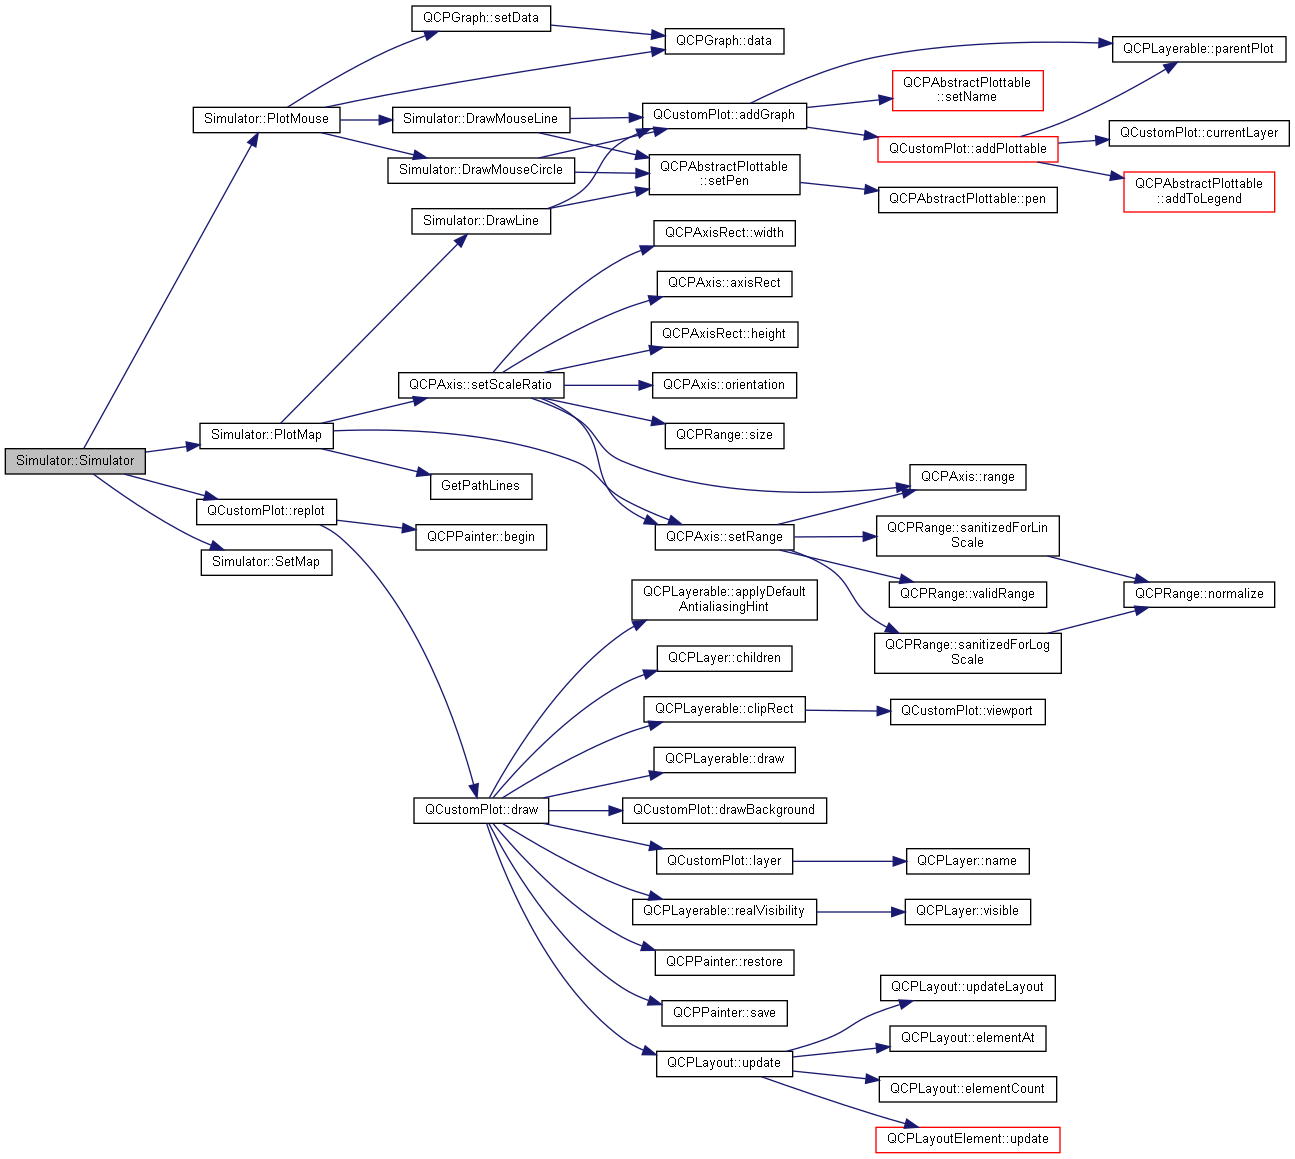 QCPGraph::setData
QCPGraph::data
QCPLayerable::parentPlot
QCPAbstractPlottable
::setName
Simulator::PlotMouse
Simulator::DrawMouseLine
QCustomPlot::addGraph
QCustomPlot::currentLayer
QCustomPlot::addPlottable
Simulator::DrawMouseCircle
QCPAbstractPlottable
::setPen
QCPAbstractPlottable
::addToLegend
QCPAbstractPlottable::pen
Simulator::DrawLine
QCPAxisRect::width
QCPAxis::axisRect
QCPAxisRect::height
QCPAxis::setScaleRatio
QCPAxis::orientation
QCPRange::size
Simulator::PlotMap
Simulator::Simulator
QCPAxis::range
GetPathLines
QCustomPlot::replot
QCPPainter::begin
QCPAxis::setRange
QCPRange::sanitizedForLin
Scale
Simulator::SetMap
QCPLayerable::applyDefault
AntialiasingHint
QCPRange::validRange
QCPRange::normalize
QCPLayer::children
QCPRange::sanitizedForLog
Scale
QCPLayerable::clipRect
QCustomPlot::viewport
QCPLayerable::draw
QCustomPlot::draw
QCustomPlot::drawBackground
QCustomPlot::layer
QCPLayer::name
QCPLayerable::realVisibility
QCPLayer::visible
QCPPainter::restore
QCPLayout::updateLayout
QCPPainter::save
QCPLayout::elementAt
QCPLayout::update
QCPLayout::elementCount
QCPLayoutElement::update